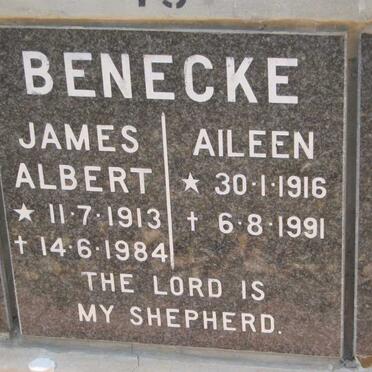 BENECKE
JAMES
ALBERT
★ 11·7·1913
† 14·6·1984
AILEEN
★ 30·1·1916
† 6·8·1991
THE LORD IS
MY SHEPHERD.